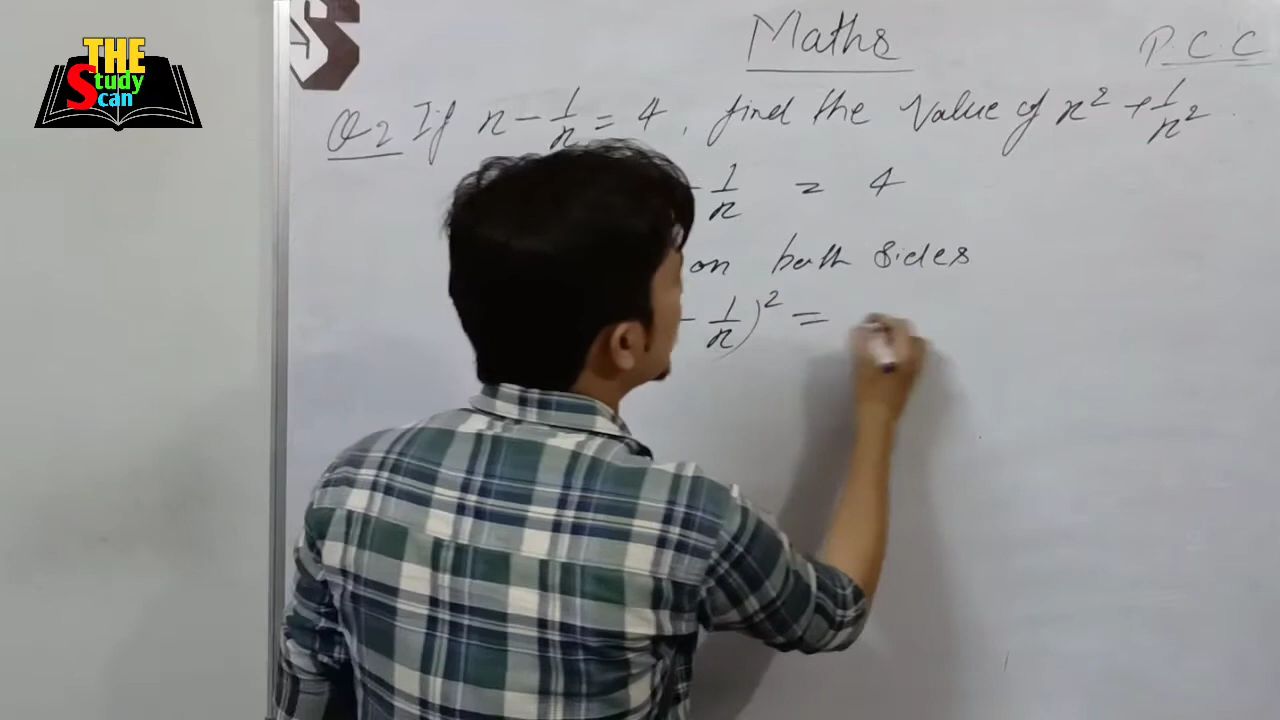 THE
Study
Scan
Maths
P.C.C
Q2 If x - 1/x = 4, find the Value of x² + 1/x².
- 1/x = 4
on both sides
- 1/x)² =